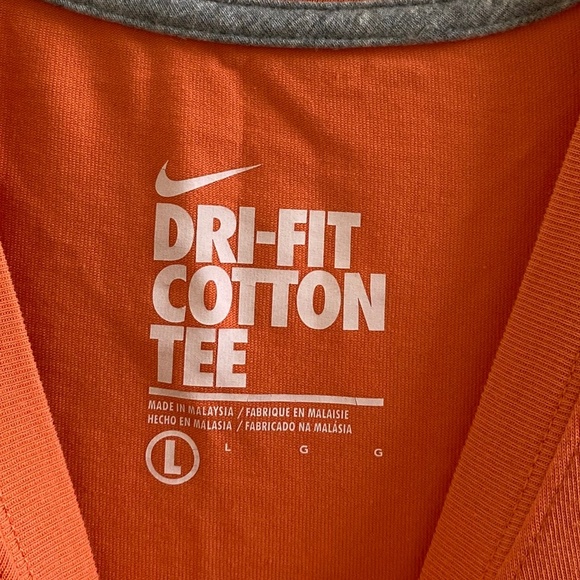 DRI-FIT
COTTON
TEE
MADE IN MALAYSIA / FABRIQUE EN MALAISIE
HECHO EN MALASIA / FABRICADO NA MALÁSIA
L L G G